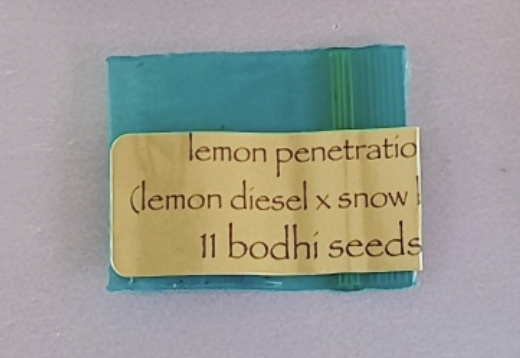 lemon penetratio
(lemon diesel x snow l
11 bodhi seeds